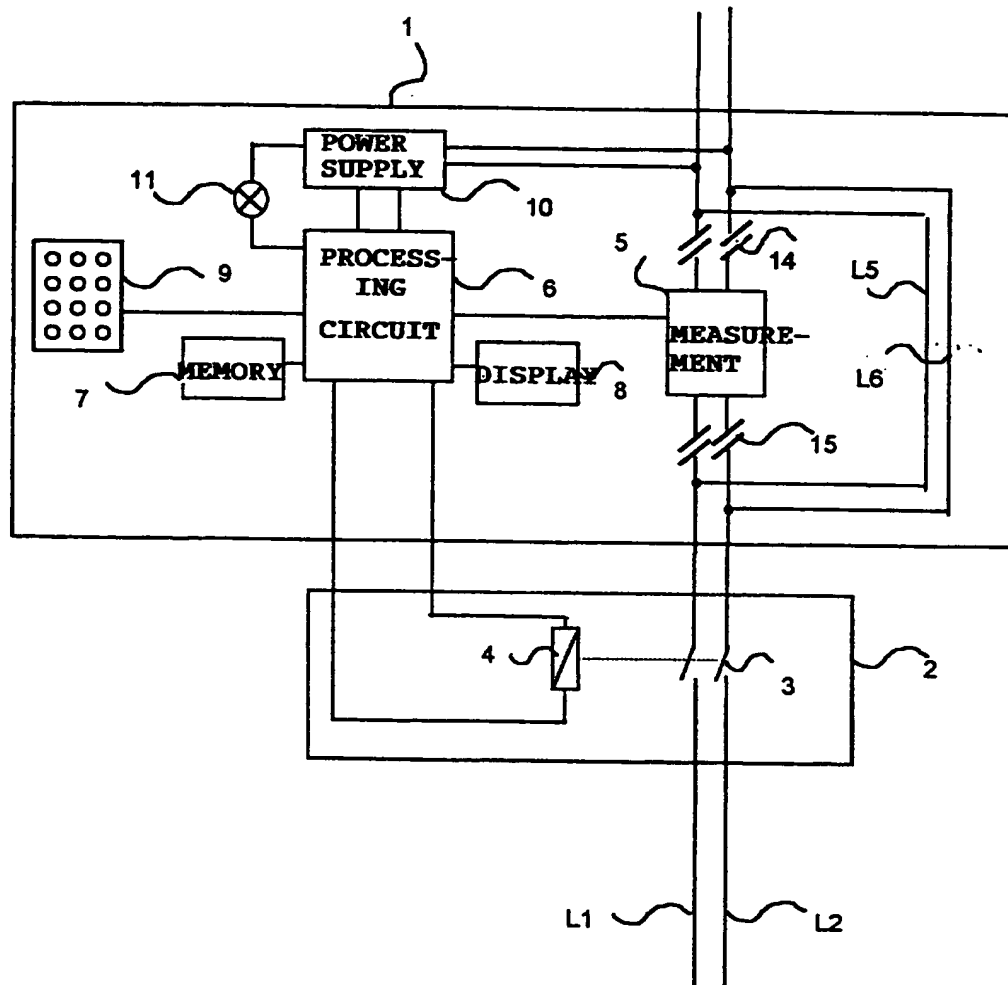 1
POWER
SUPPLY
11
10
5
14
9
PROCESS-
ING
CIRCUIT
6
L5
MEASURE-
MENT
MEMORY
DISPLAY
7
8
L6
15
4
3
2
L1
L2